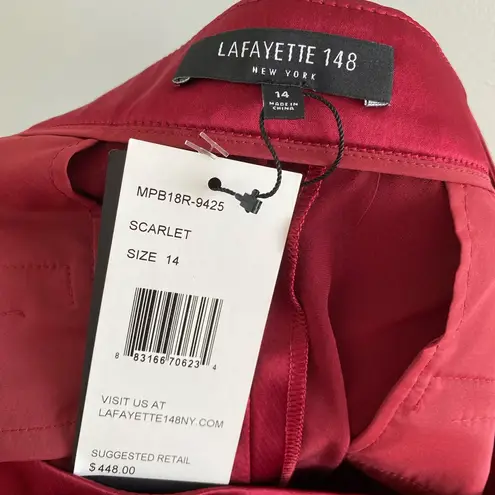 LAFAYETTE 148
NEW YORK
14
MADE IN
CHINA
MPB18R-9425
SCARLET
SIZE 14
8 83166 70623 4
VISIT US AT
LAFAYETTE148NY.COM
SUGGESTED RETAIL
$448.00